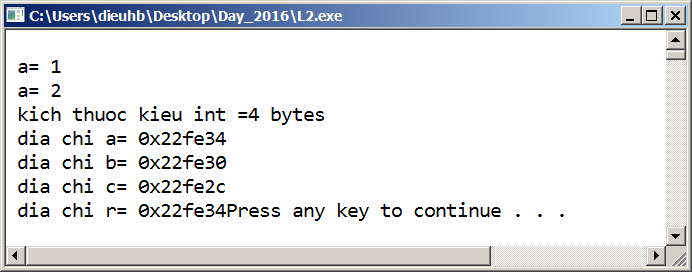 C:\Users\dieuhb\Desktop\Day_2016\L2.exe
a= 1
a= 2
kich thuoc kieu int =4 bytes
dia chi a= 0x22fe34
dia chi b= 0x22fe30
dia chi c= 0x22fe2c
dia chi r= 0x22fe34Press any key to continue . . .